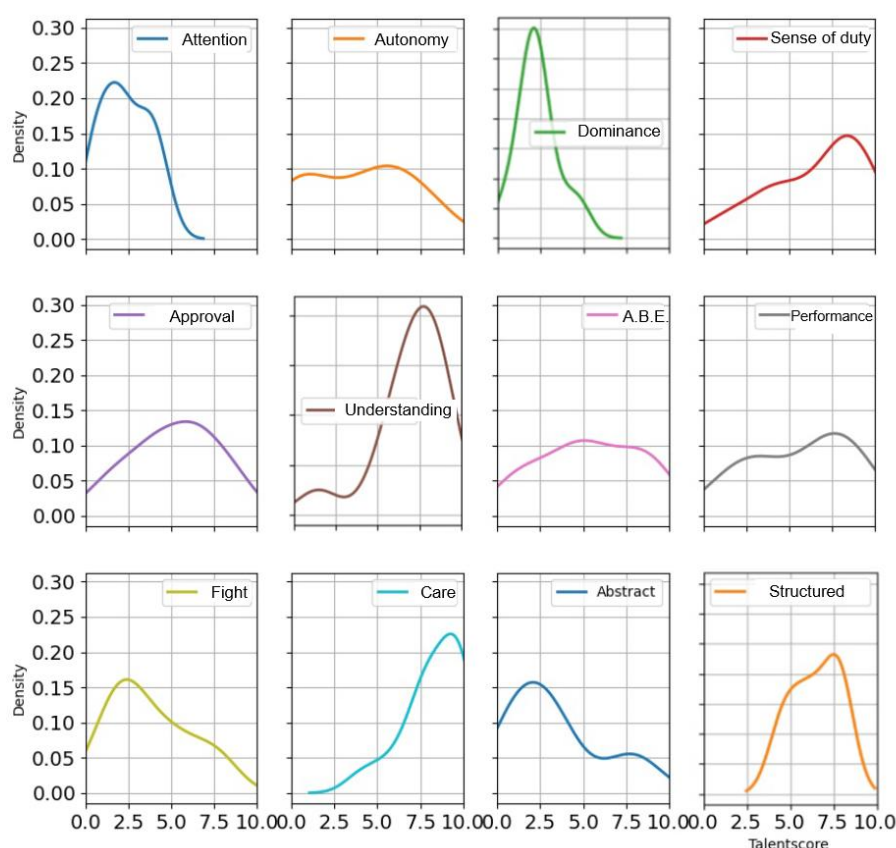 0.30
0.25
0.20
0.15
0.10
0.05
0.00
Density
Attention
Autonomy
Dominance
Sense of duty
0.30
0.25
0.20
0.15
0.10
0.05
0.00
Density
Approval
Understanding
A.B.E.
Performance
0.30
0.25
0.20
0.15
0.10
0.05
0.00
Density
Fight
Care
Abstract
Structured
0.0 2.5 5.0 7.5 10.0
0.0 2.5 5.0 7.5 10.0
0.0 2.5 5.0 7.5 10.0
0.0 2.5 5.0 7.5 10.0
Talentscore